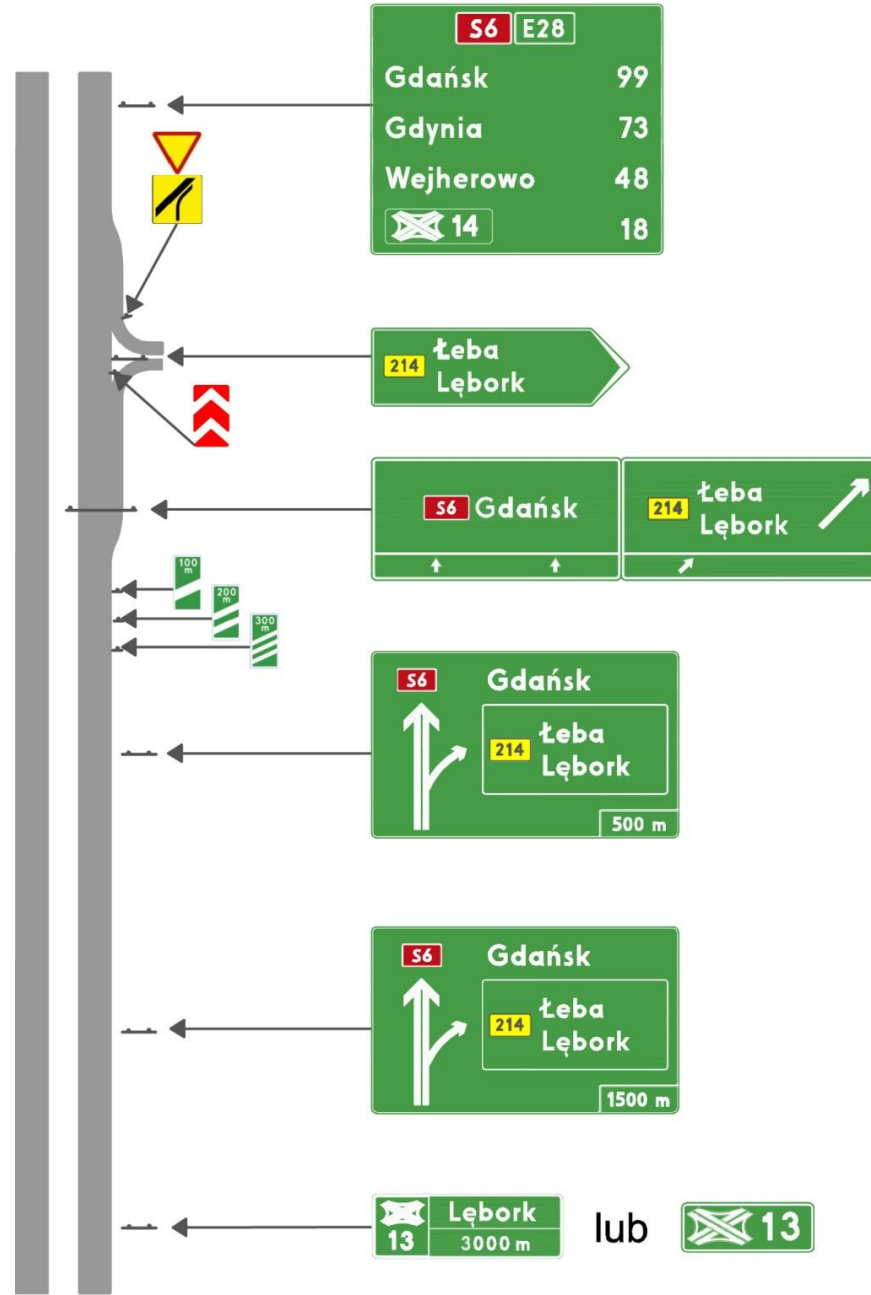 S6 E28
Gdańsk 99
Gdynia 73
Wejherowo 48
14 18
214 Łeba
Lębork
S6 Gdańsk
214 Łeba
Lębork
100
m
200
m
300
m
S6 Gdańsk
214 Łeba
Lębork
500 m
S6 Gdańsk
214 Łeba
Lębork
1500 m
13 Lębork
3000 m
lub
13